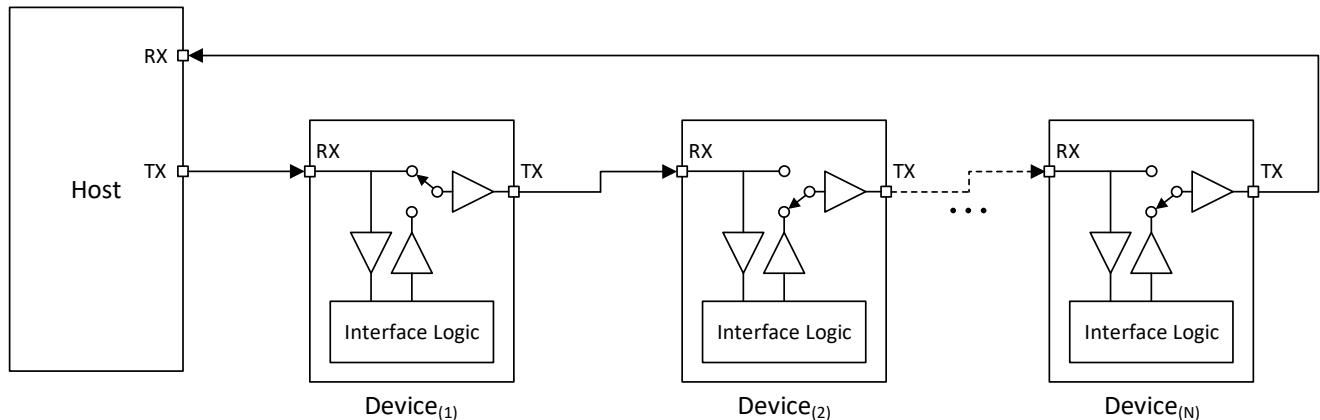 RX
TX
Host
RX
TX
Interface Logic
Device(1)
RX
TX
Interface Logic
Device(2)
...
RX
TX
Interface Logic
Device(N)